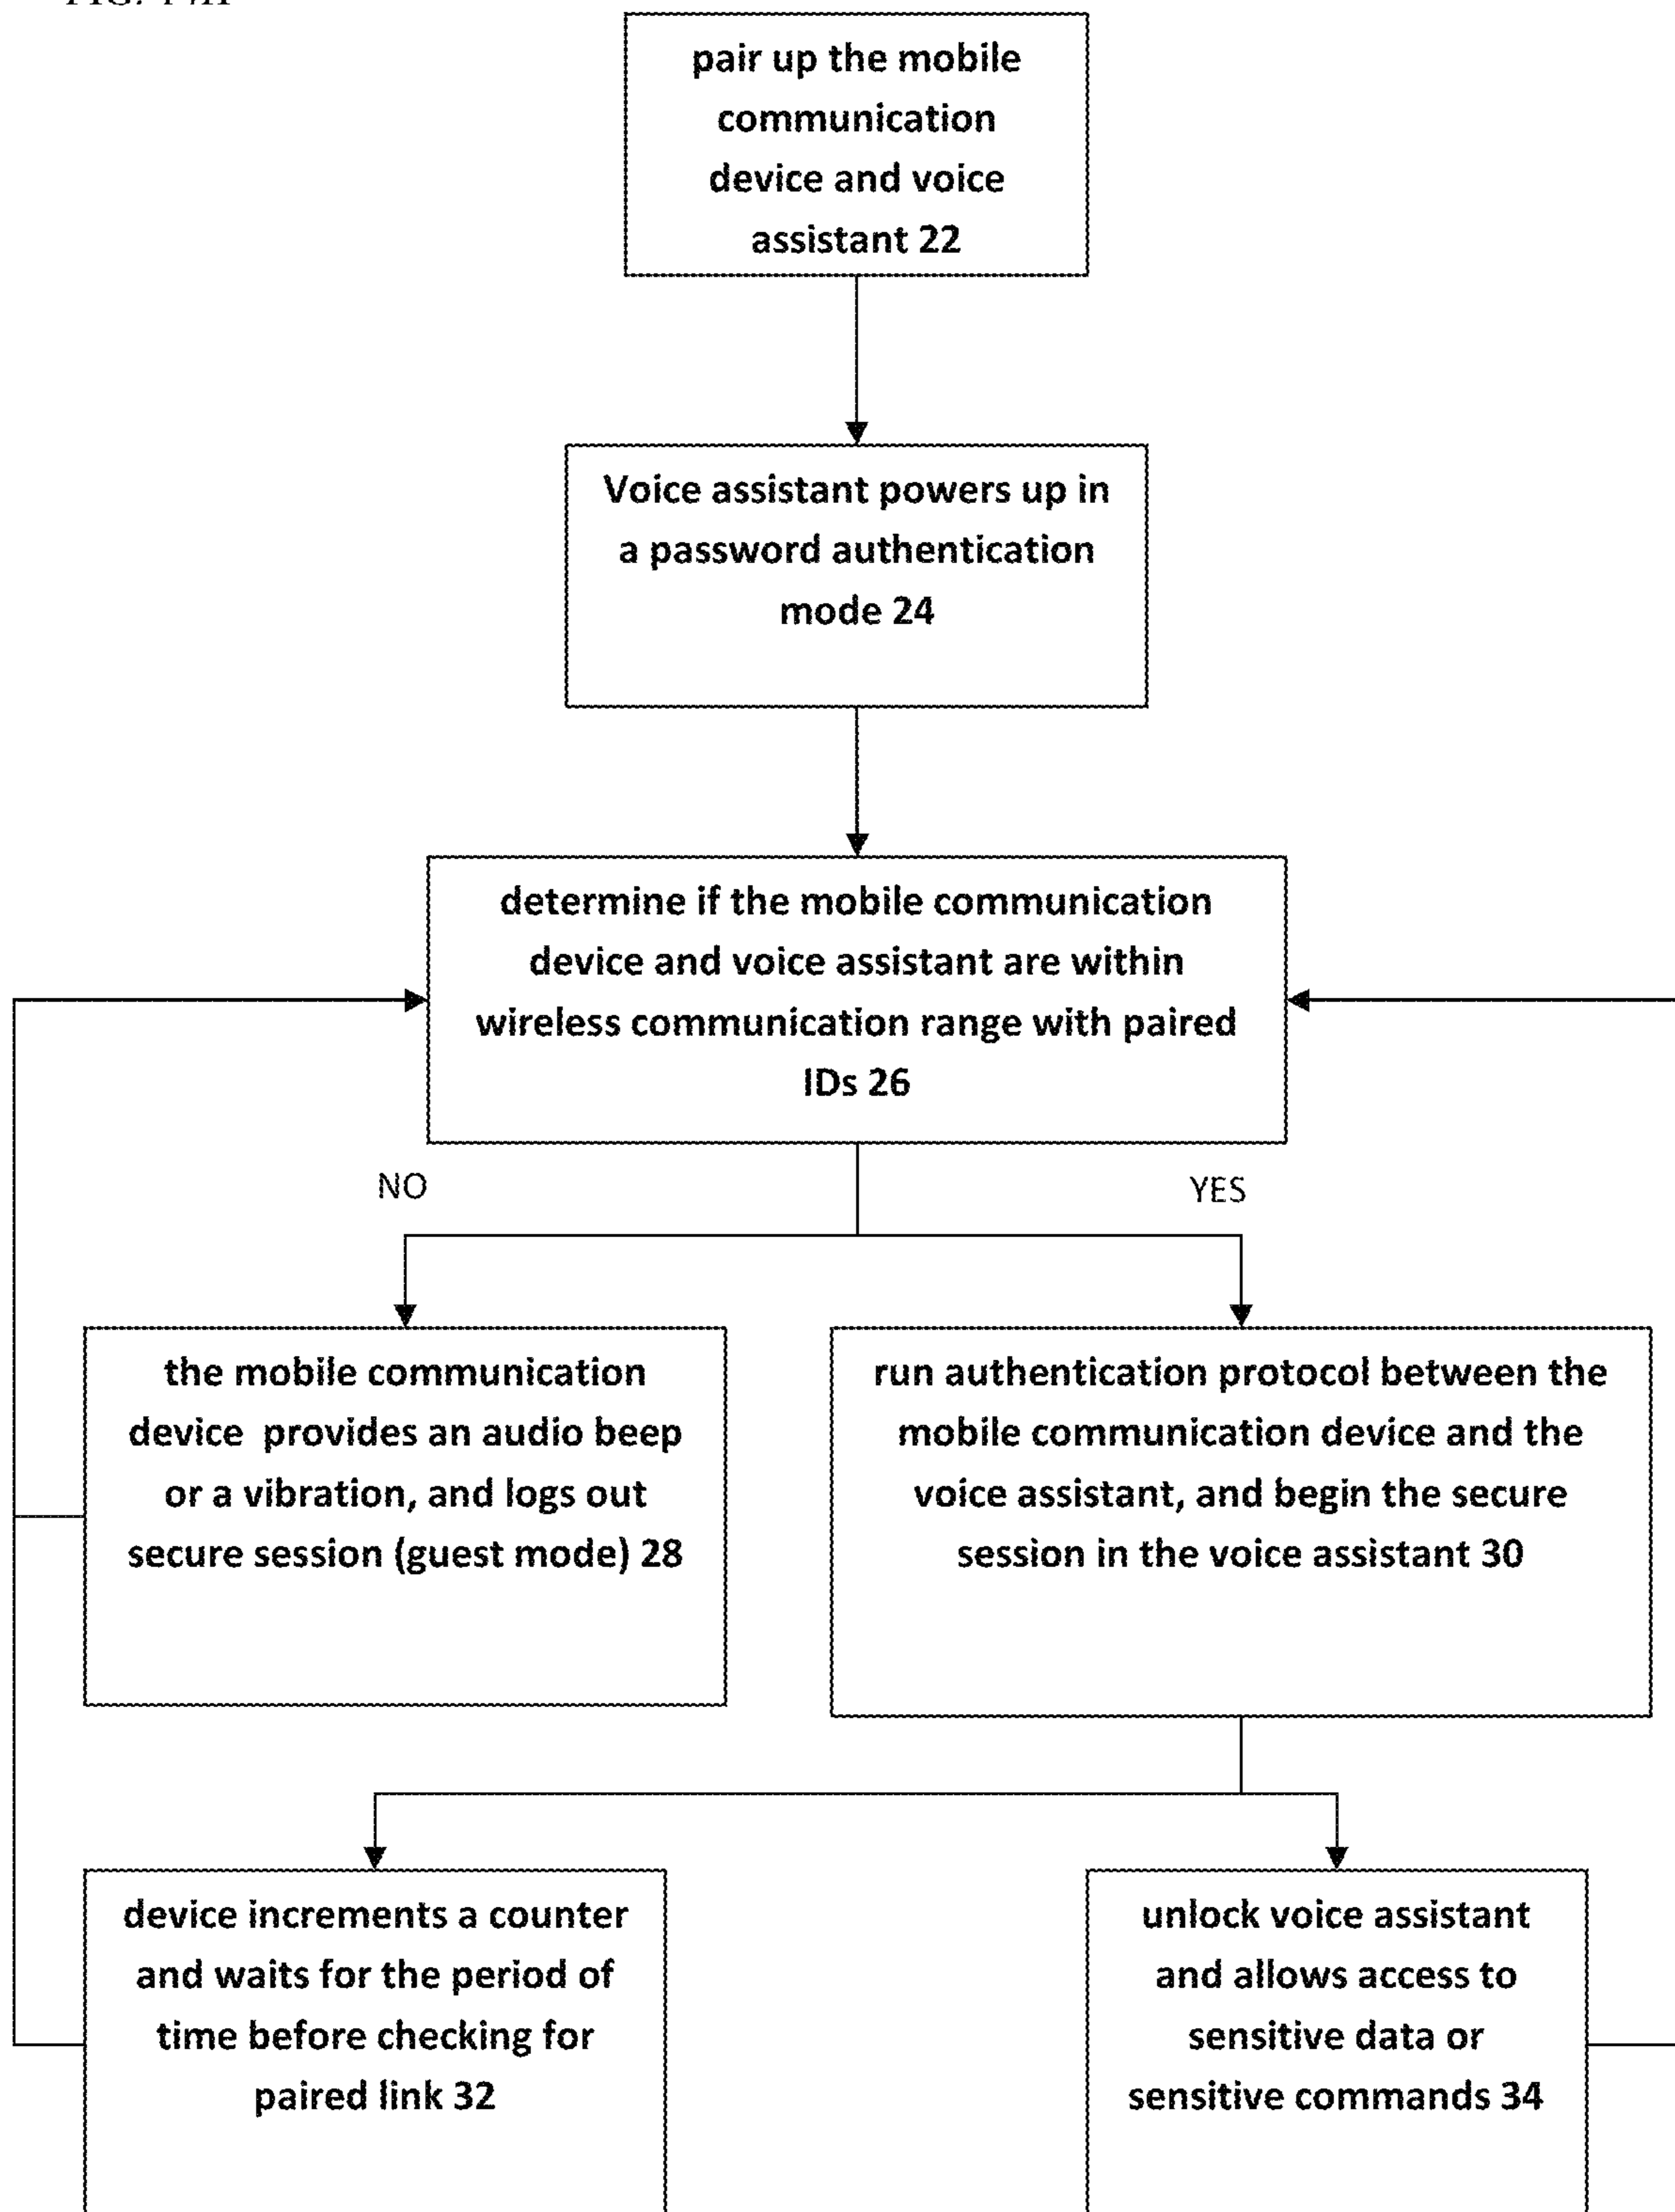 pair up the mobile
communication
device and voice
assistant 22
Voice assistant powers up in
a password authentication
mode 24
determine if the mobile communication
device and voice assistant are within
wireless communication range with paired
IDs 26
NO
YES
the mobile communication
device provides an audio beep
or a vibration, and logs out
secure session (guest mode) 28
run authentication protocol between the
mobile communication device and the
voice assistant, and begin the secure
session in the voice assistant 30
device increments a counter
and waits for the period of
time before checking for
paired link 32
unlock voice assistant
and allows access to
sensitive data or
sensitive commands 34